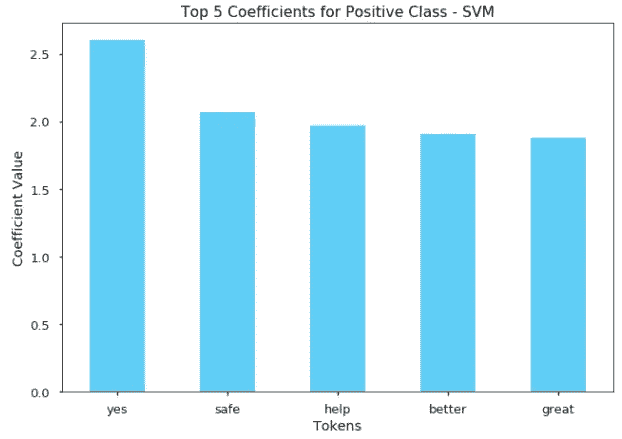 Top 5 Coefficients for Positive Class - SVM
2.5
2.0
1.5
1.0
0.5
0.0
Coefficient Value
yes safe help better great
Tokens